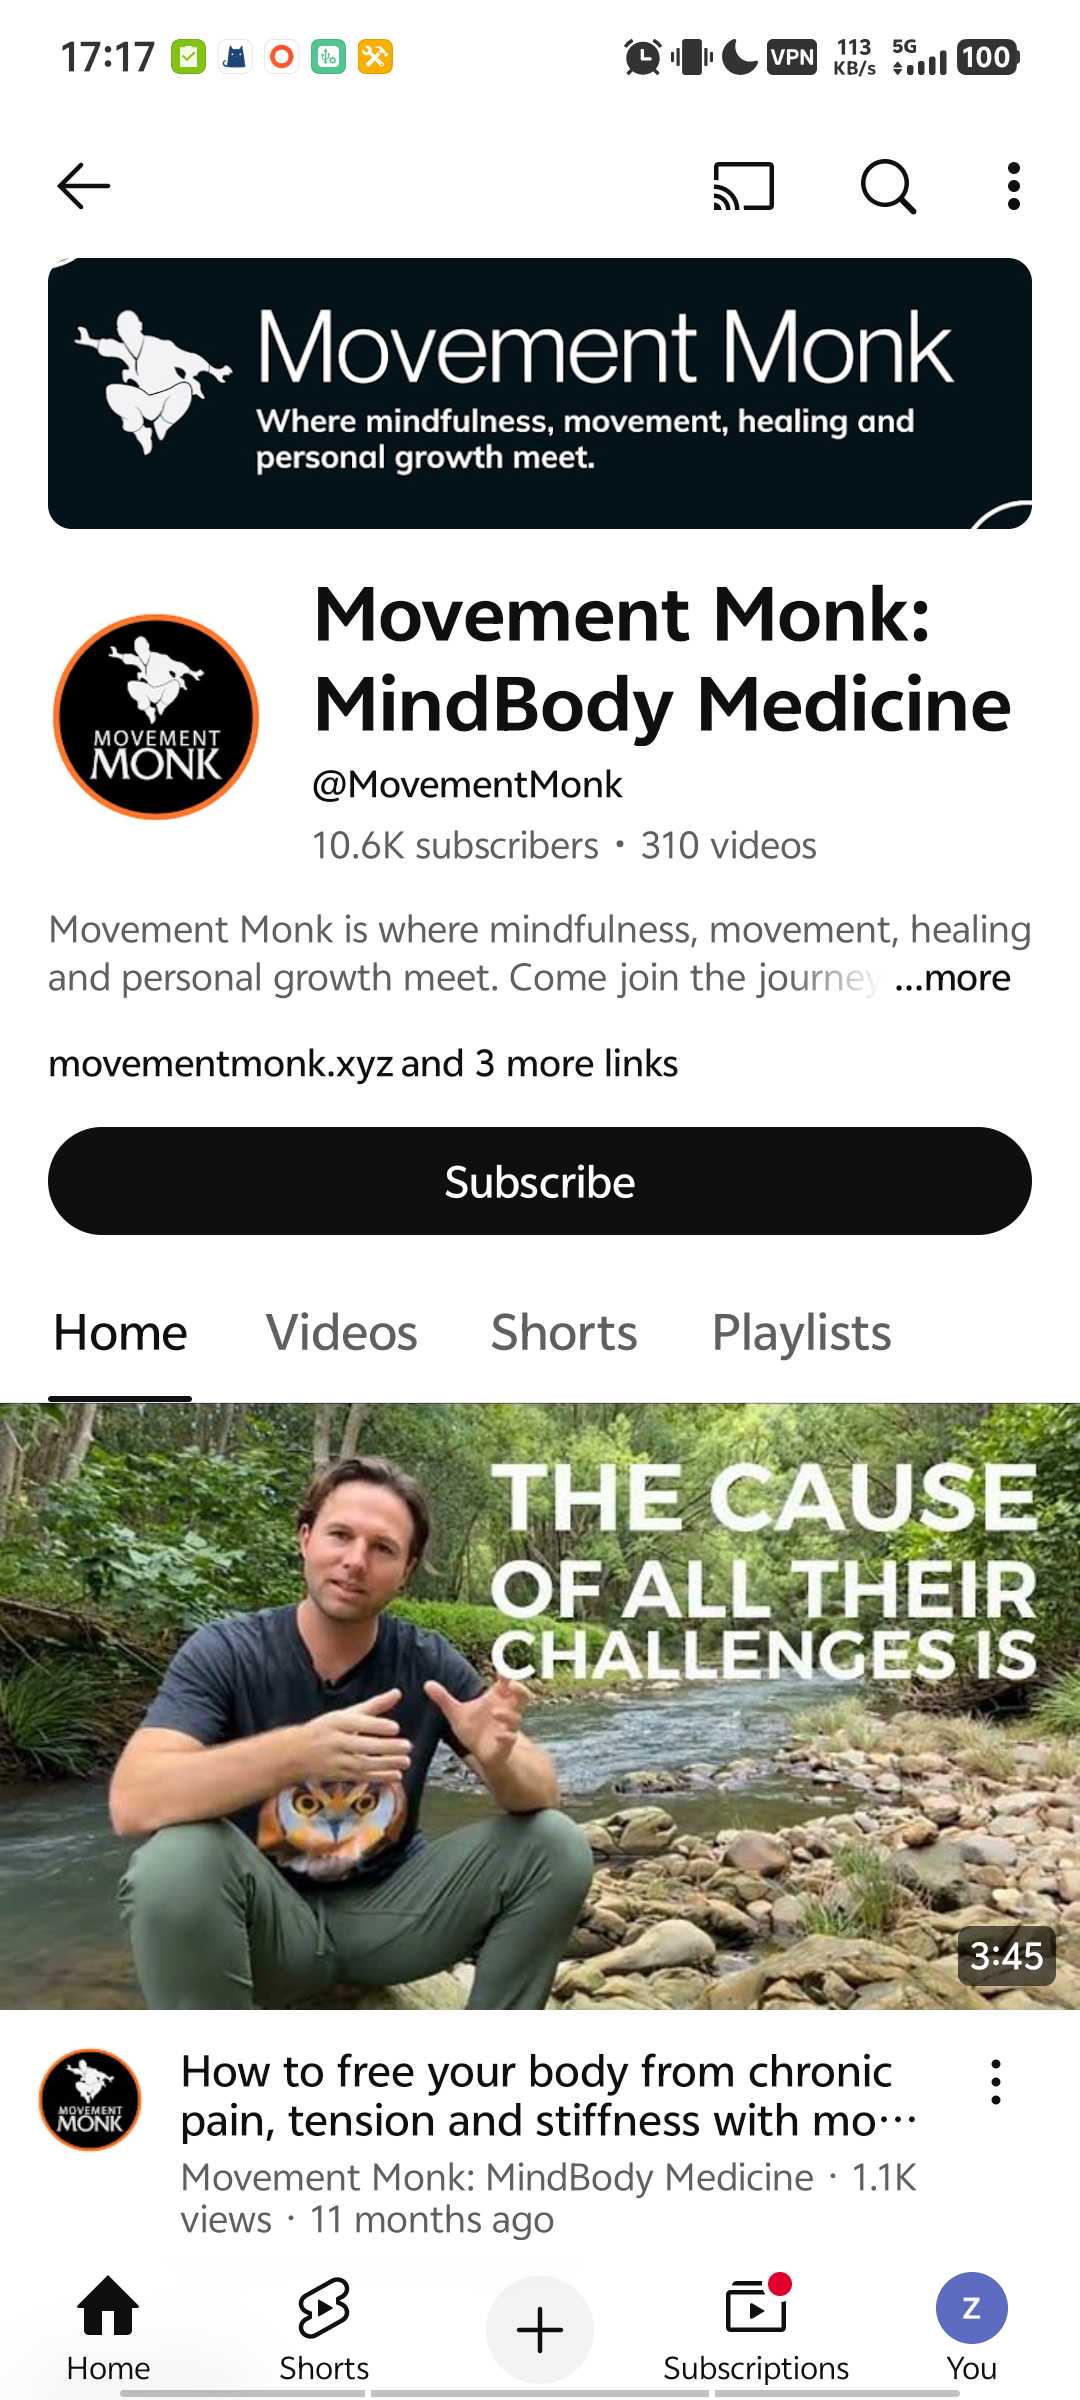 17:17
VPN
113
KB/s
5G
100
Movement Monk
Where mindfulness, movement, healing and
personal growth meet.
MOVEMENT
MONK
Movement Monk:
MindBody Medicine
@MovementMonk
10.6K subscribers · 310 videos
Movement Monk is where mindfulness, movement, healing
and personal growth meet. Come join the journey ...more
movementmonk.xyz and 3 more links
Subscribe
Home
Videos
Shorts
Playlists
THE CAUSE
OF ALL THEIR
CHALLENGES IS
3:45
MOVEMENT
MONK
How to free your body from chronic
pain, tension and stiffness with mo...
Movement Monk: MindBody Medicine · 1.1K
views · 11 months ago
Home
Shorts
Subscriptions
Z
You